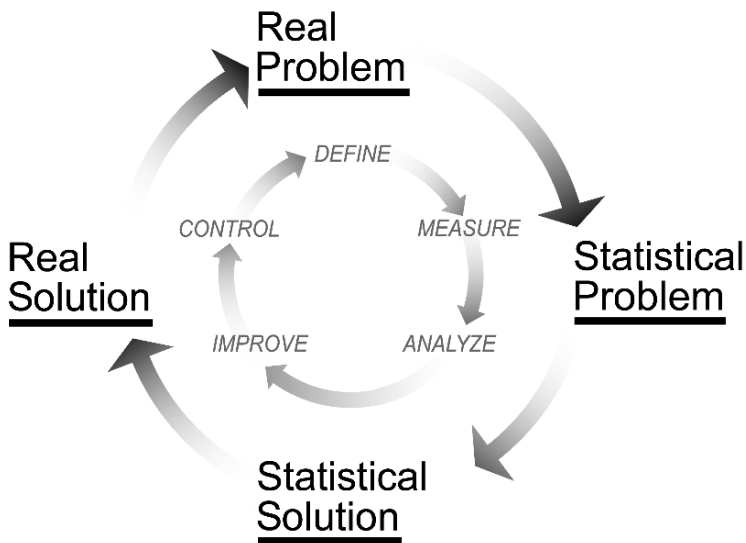 Real
Problem
DEFINE
CONTROL
MEASURE
Real
Solution
Statistical
Problem
IMPROVE
ANALYZE
Statistical
Solution